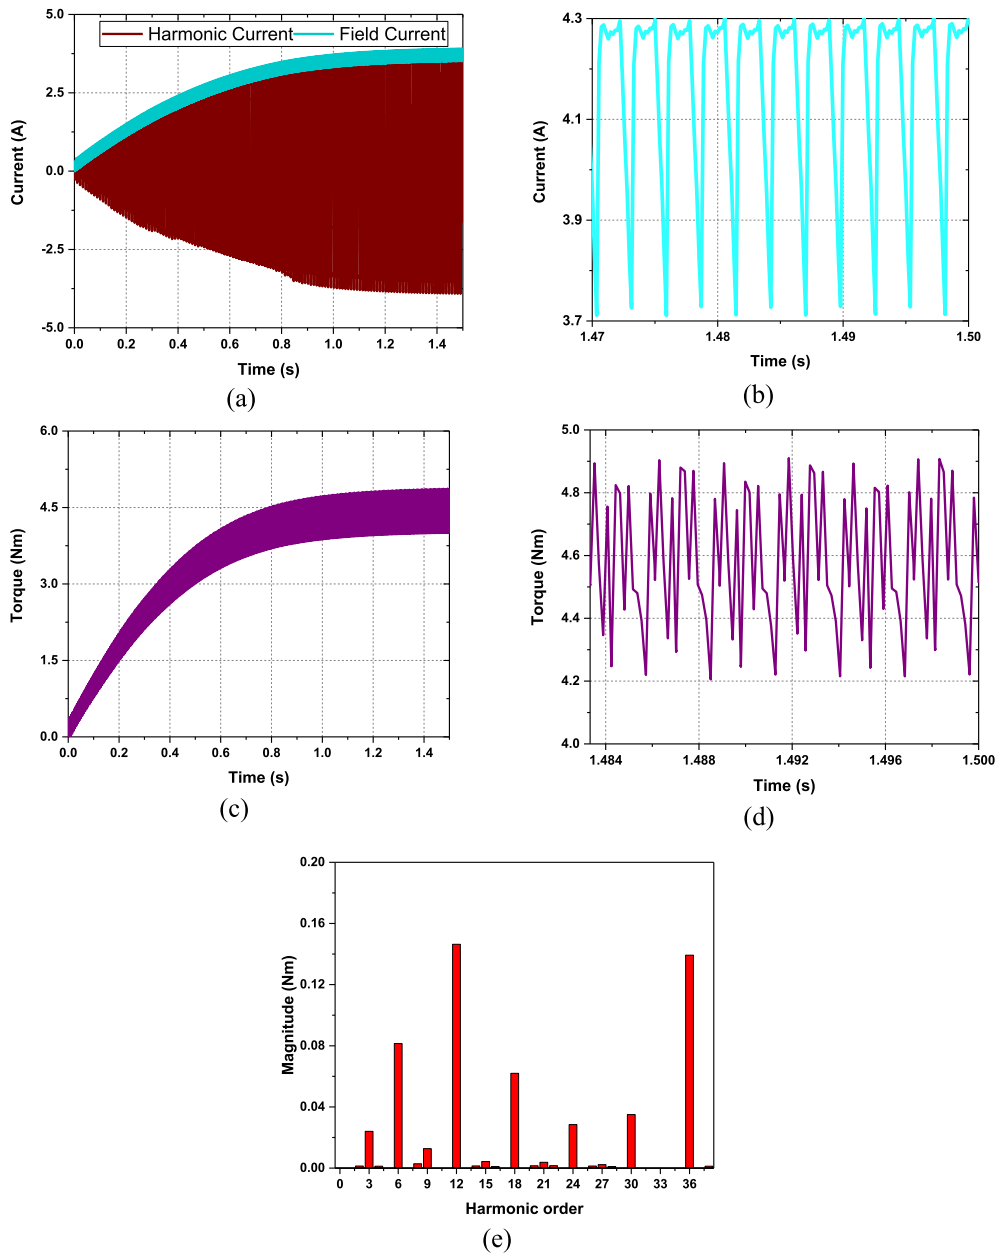 Harmonic Current Field Current
5.0
2.5
0.0
-2.5
-5.0
Current (A)
0.0 0.2 0.4 0.6 0.8 1.0 1.2 1.4
Time (s)
(a)
4.3
4.1
3.9
3.7
Current (A)
1.47 1.48 1.49 1.50
Time (s)
(b)
6.0
4.5
3.0
1.5
0.0
Torque (Nm)
0.0 0.2 0.4 0.6 0.8 1.0 1.2 1.4
Time (s)
(c)
5.0
4.8
4.6
4.4
4.2
4.0
Torque (Nm)
1.484 1.488 1.492 1.496 1.500
Time (s)
(d)
0.20
0.16
0.12
0.08
0.04
0.00
Magnitude (Nm)
0 3 6 9 12 15 18 21 24 27 30 33 36
Harmonic order
(e)